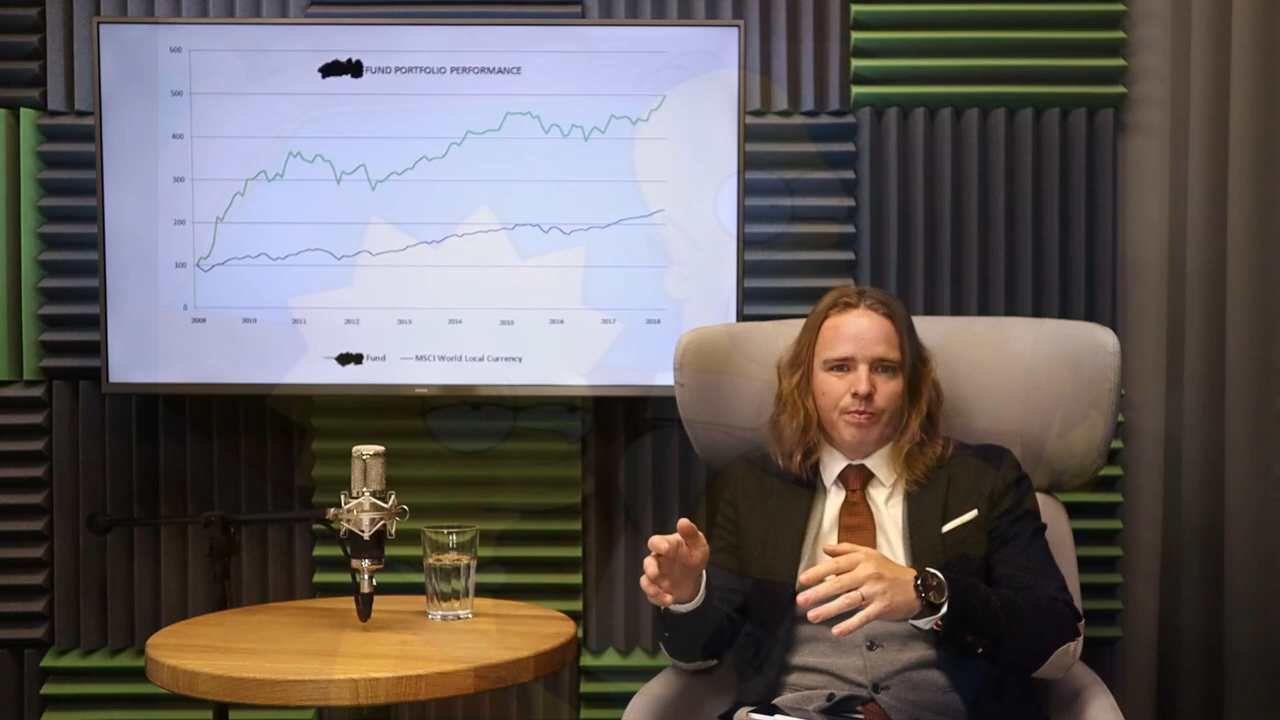 600
FUND PORTFOLIO PERFORMANCE
500
400
300
200
100
0
2009 2010 2011 2012 2013 2014 2015 2016 2017 2018
Fund MSCI World Local Currency